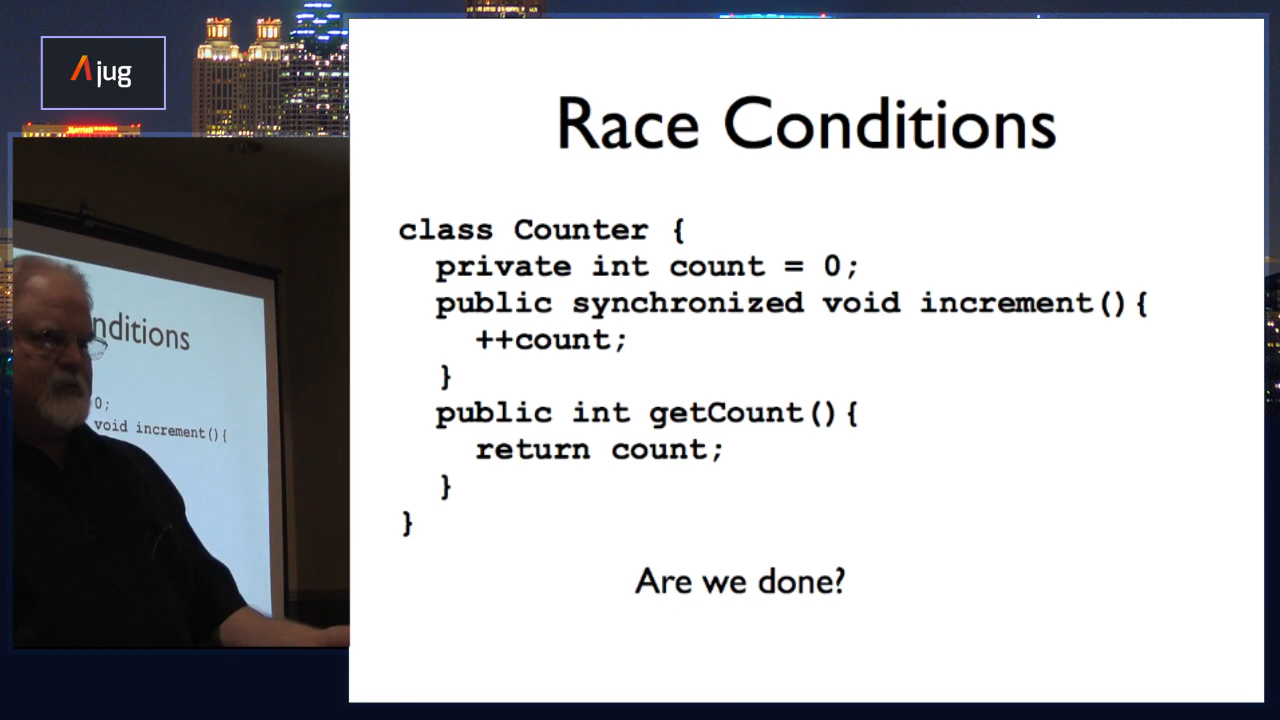 Λjug
Race Conditions
class Counter {
private int count = 0;
public synchronized void increment(){
++count;
}
public int getCount(){
return count;
}
}
Are we done?
nditions
0;
void increment(){